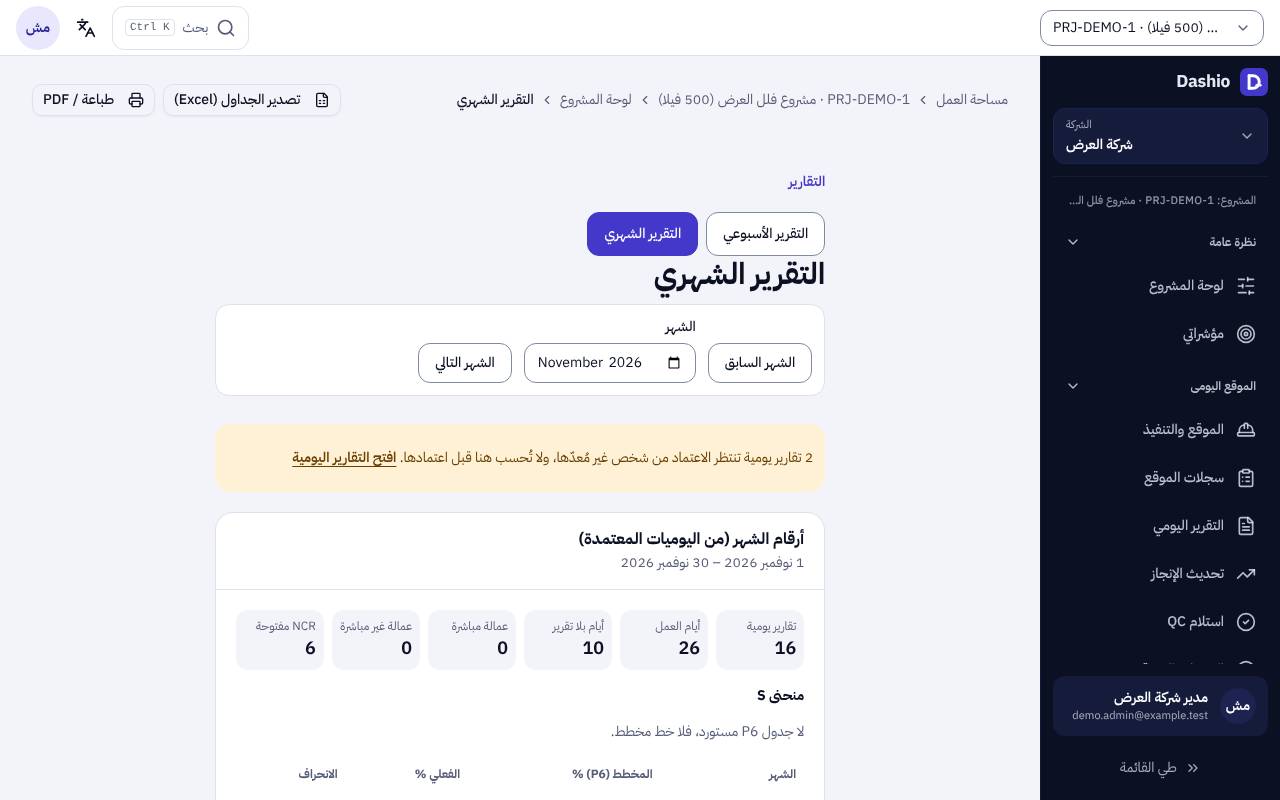 PRJ-DEMO-1 · (500 فيلا) ...
بحث Ctrl K
مش
Dashio
الشركة
شركة العرض
المشروع: PRJ-DEMO-1 · مشروع فلل الـ...
نظرة عامة
لوحة المشروع
مؤشراتي
الموقع اليومي
الموقع والتنفيذ
سجلات الموقع
التقرير اليومي
تحديث الإنجاز
استلام QC
مش
مدير شركة العرض
demo.admin@example.test
طي القائمة
مساحة العمل
PRJ-DEMO-1 · مشروع فلل العرض (500 فيلا)
لوحة المشروع
التقرير الشهري
تصدير الجداول (Excel)
طباعة / PDF
التقارير
التقرير الأسبوعي
التقرير الشهري
التقرير الشهري
الشهر
الشهر السابق
November 2026
الشهر التالي
2 تقارير يومية تنتظر الاعتماد من شخص غير مُعدّها، ولا تُحسب هنا قبل اعتمادها. افتح التقارير اليومية
أرقام الشهر (من اليوميات المعتمدة)
1 نوفمبر 2026 – 30 نوفمبر 2026
تقارير يومية
16
أيام العمل
26
أيام بلا تقرير
10
عمالة مباشرة
0
عمالة غير مباشرة
0
NCR مفتوحة
6
منحنى S
لا جدول P6 مستورد، فلا خط مخطط.
الشهر
المخطط (P6) %
الفعلي %
الانحراف